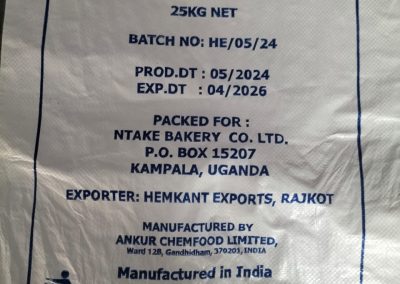 25KG NET
BATCH NO: HE/05/24
PROD.DT : 05/2024
EXP.DT : 04/2026
PACKED FOR :
NTAKE BAKERY CO. LTD.
P.O. BOX 15207
KAMPALA, UGANDA
EXPORTER: HEMKANT EXPORTS, RAJKOT
MANUFACTURED BY
ANKUR CHEMFOOD LIMITED,
Ward 12B, Gandhidham, 370201, INDIA
Manufactured in India